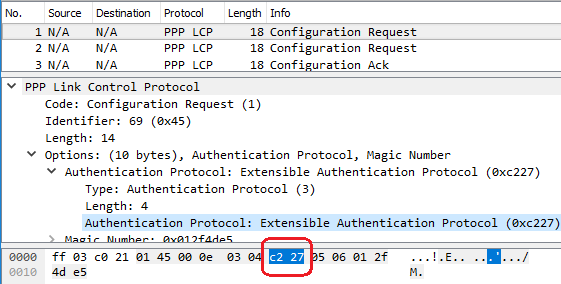 No. Source Destination Protocol Length Info
1 N/A N/A PPP LCP 18 Configuration Request
2 N/A N/A PPP LCP 18 Configuration Request
3 N/A N/A PPP LCP 18 Configuration Ack
PPP Link Control Protocol
Code: Configuration Request (1)
Identifier: 69 (0x45)
Length: 14
Options: (10 bytes), Authentication Protocol, Magic Number
Authentication Protocol: Extensible Authentication Protocol (0xc227)
Type: Authentication Protocol (3)
Length: 4
Authentication Protocol: Extensible Authentication Protocol (0xc227)
Magic Number: 0x012f4de5
0000 ff 03 c0 21 01 45 00 0e 03 04 c2 27 05 06 01 2f ...!.E.. ...'.../
0010 4d e5 M.